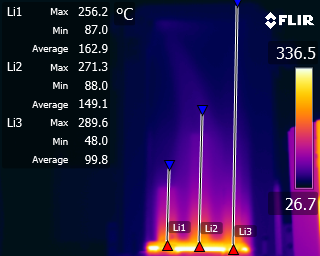 Li1 Max 256.2 °C
Min 87.0
Average 162.9
Li2 Max 271.3
Min 88.0
Average 149.1
Li3 Max 289.6
Min 48.0
Average 99.8
FLIR
336.5
26.7
Li1 Li2 Li3